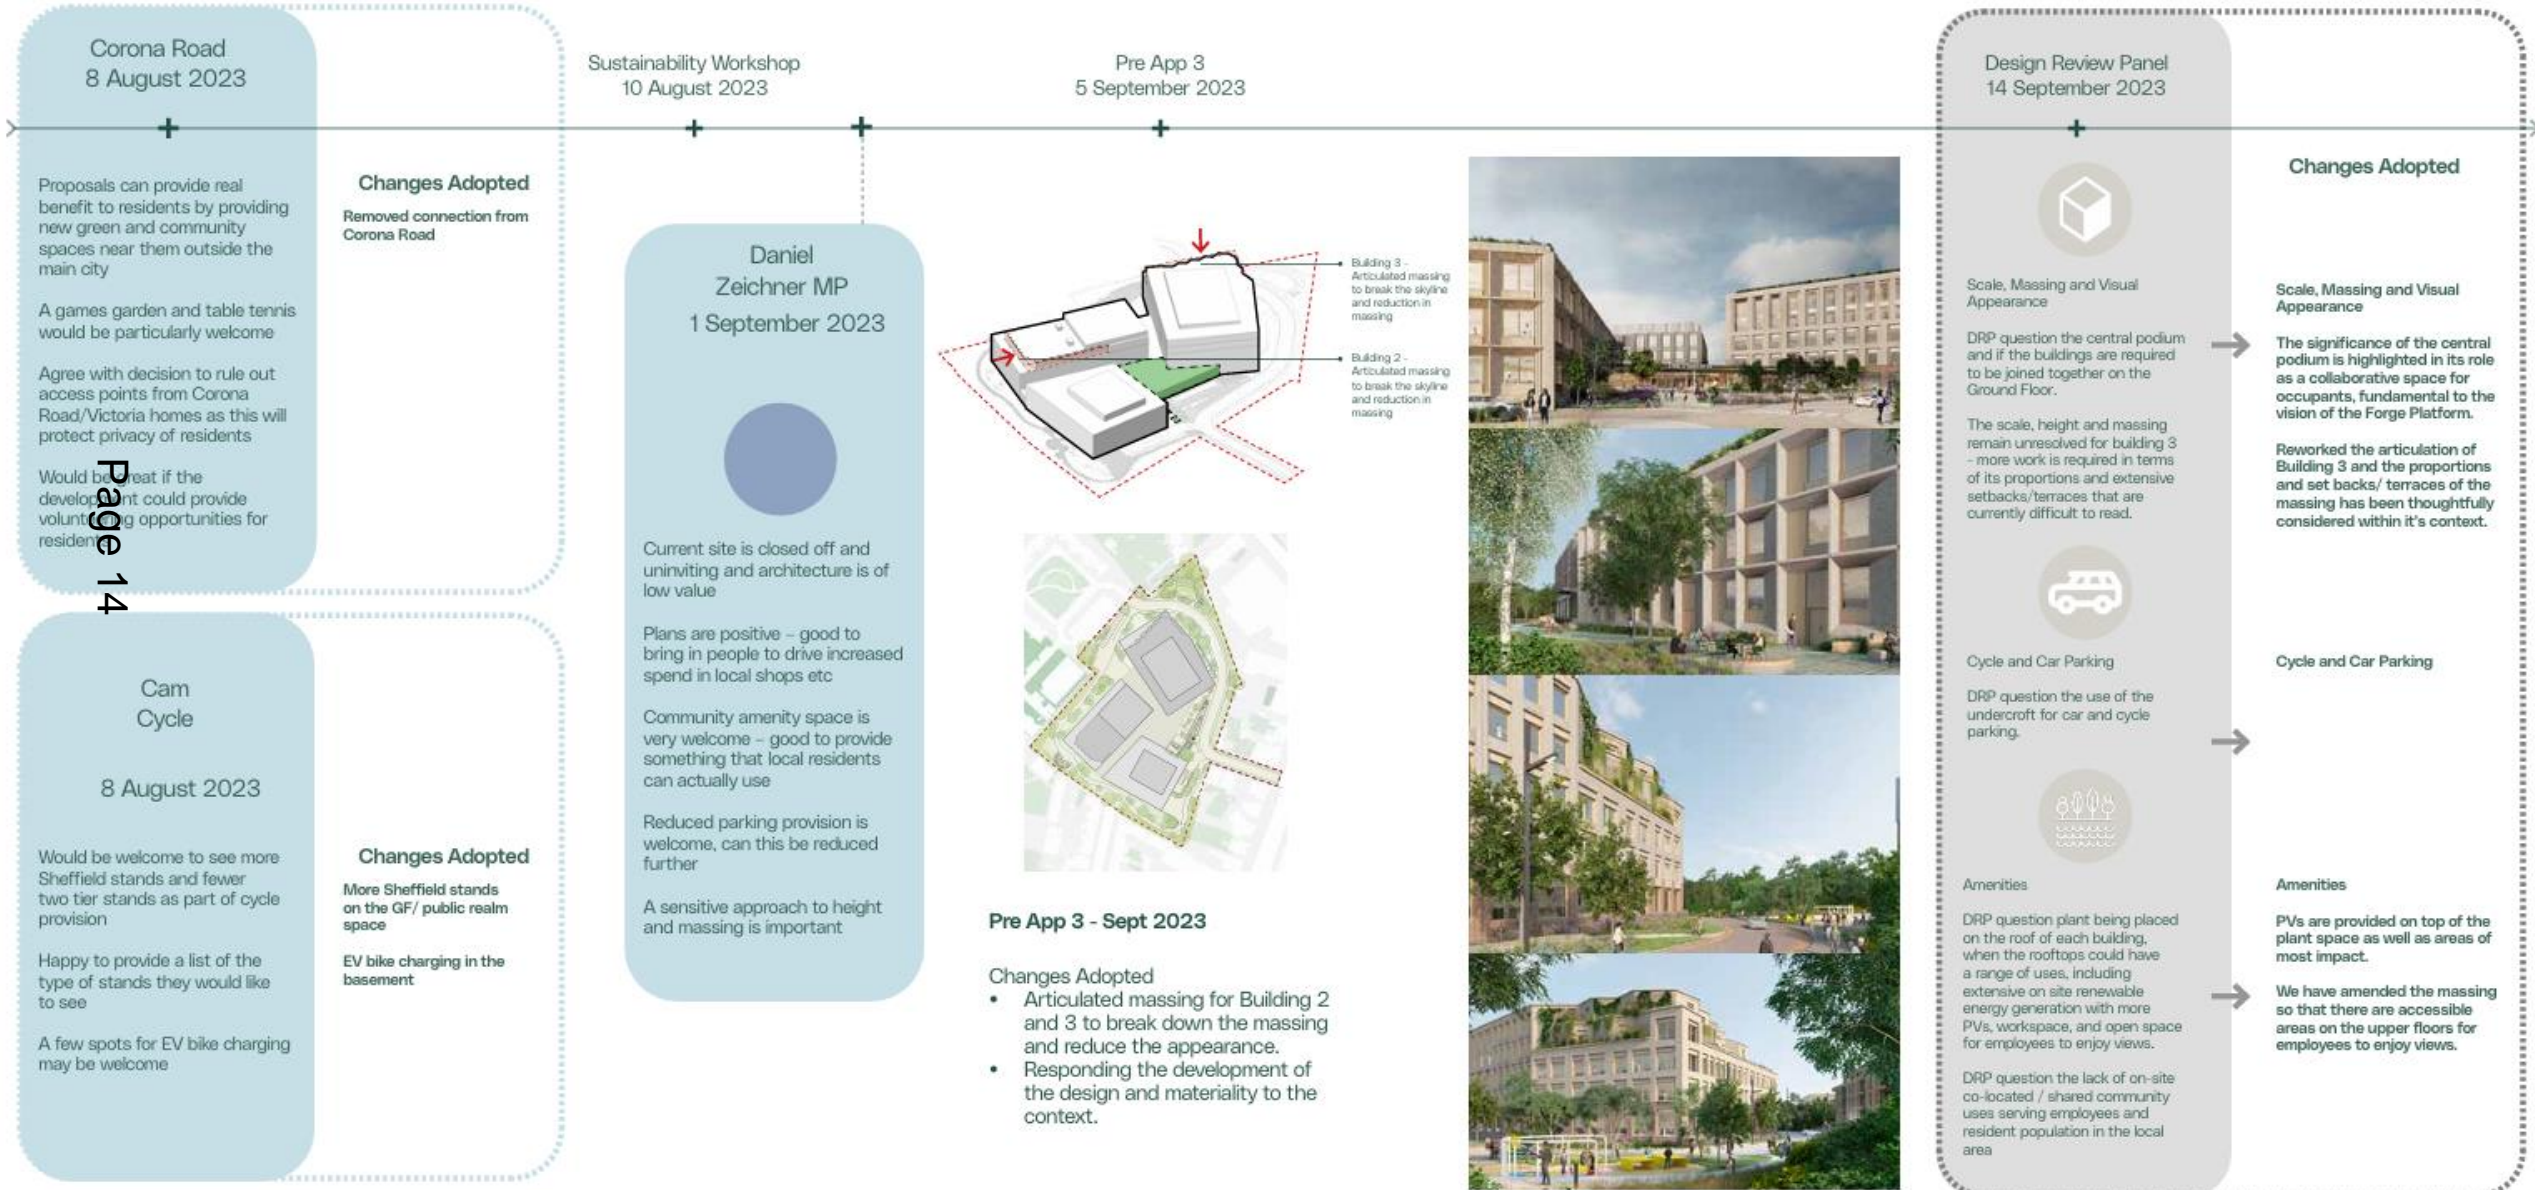 Corona Road
8 August 2023
Proposals can provide real
benefit to residents by providing
new green and community
spaces near them outside the
main city
A games garden and table tennis
would be particularly welcome
Agree with decision to rule out
access points from Corona
Road/Victoria homes as this will
protect privacy of residents
Would be great if the
development could provide
volunteering opportunities for
residents
Page 14
Changes Adopted
Removed connection from
Corona Road
Cam
Cycle
8 August 2023
Would be welcome to see more
Sheffield stands and fewer
two tier stands as part of cycle
provision
Happy to provide a list of the
type of stands they would like
to see
A few spots for EV bike charging
may be welcome
Changes Adopted
More Sheffield stands
on the GF/ public realm
space
EV bike charging in the
basement
Sustainability Workshop
10 August 2023
Daniel
Zeichner MP
1 September 2023
Current site is closed off and
uninviting and architecture is of
low value
Plans are positive – good to
bring in people to drive increased
spend in local shops etc
Community amenity space is
very welcome – good to provide
something that local residents
can actually use
Reduced parking provision is
welcome, can this be reduced
further
A sensitive approach to height
and massing is important
Pre App 3
5 September 2023
Building 3 -
Articulated massing
to break the skyline
and reduction in
massing
Building 2 -
Articulated massing
to break the skyline
and reduction in
massing
Pre App 3 - Sept 2023
Changes Adopted
• Articulated massing for Building 2
and 3 to break down the massing
and reduce the appearance.
• Responding the development of
the design and materiality to the
context.
Design Review Panel
14 September 2023
Scale, Massing and Visual
Appearance
DRP question the central podium
and if the buildings are required
to be joined together on the
Ground Floor.
The scale, height and massing
remain unresolved for building 3
- more work is required in terms
of its proportions and extensive
setbacks/terraces that are
currently difficult to read.
Cycle and Car Parking
DRP question the use of the
undercroft for car and cycle
parking.
Amenities
DRP question plant being placed
on the roof of each building,
when the rooftops could have
a range of uses, including
extensive on site renewable
energy generation with more
PVs, workspace, and open space
for employees to enjoy views.
DRP question the lack of on-site
co-located / shared community
uses serving employees and
resident population in the local
area
Changes Adopted
Scale, Massing and Visual
Appearance
The significance of the central
podium is highlighted in its role
as a collaborative space for
occupants, fundamental to the
vision of the Forge Platform.
Reworked the articulation of
Building 3 and the proportions
and set backs/ terraces of the
massing has been thoughtfully
considered within it's context.
Cycle and Car Parking
Amenities
PVs are provided on top of the
plant space as well as areas of
most impact.
We have amended the massing
so that there are accessible
areas on the upper floors for
employees to enjoy views.